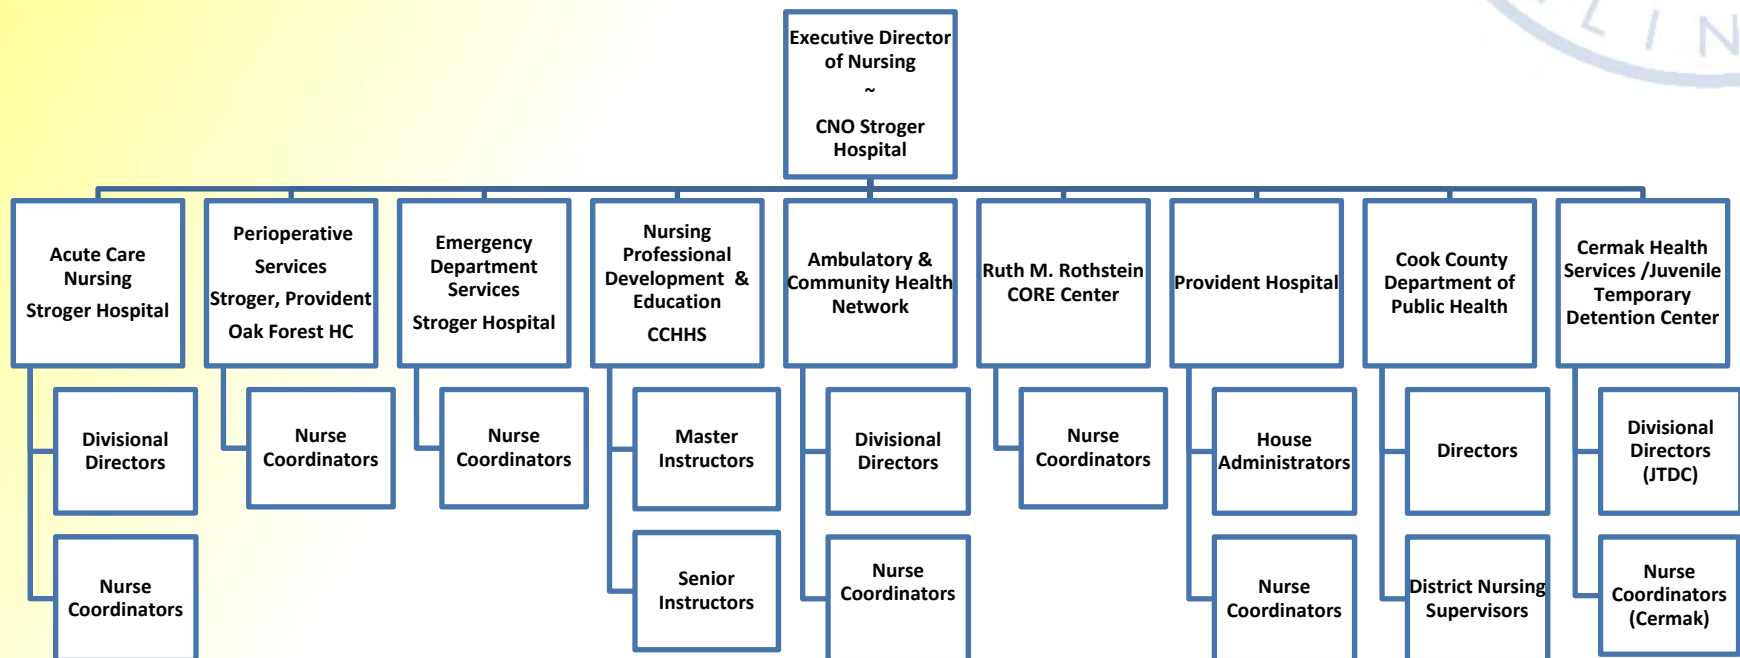 LIN
Executive Director
of Nursing
~
CNO Stroger
Hospital
Acute Care
Nursing
Stroger Hospital
Perioperative
Services
Stroger, Provident
Oak Forest HC
Emergency
Department
Services
Stroger Hospital
Nursing
Professional
Development &
Education
CCHHS
Ambulatory &
Community Health
Network
Ruth M. Rothstein
CORE Center
Provident Hospital
Cook County
Department of
Public Health
Cermak Health
Services /Juvenile
Temporary
Detention Center
Divisional
Directors
Nurse
Coordinators
Nurse
Coordinators
Master
Instructors
Divisional
Directors
Nurse
Coordinators
House
Administrators
Directors
Divisional
Directors
(JTDC)
Nurse
Coordinators
Senior
Instructors
Nurse
Coordinators
Nurse
Coordinators
District Nursing
Supervisors
Nurse
Coordinators
(Cermak)